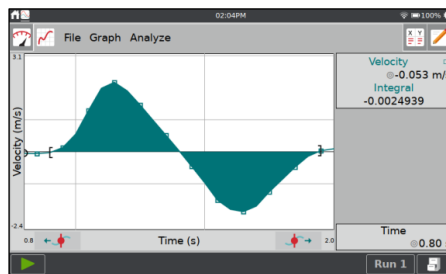 02:04PM
100%
File Graph Analyze
X Y
3.1
Velocity (m/s)
-2.4
0.8
Time (s)
2.0
Velocity
-0.053 m/
Integral
-0.0024939
Time
0.80
Run 1